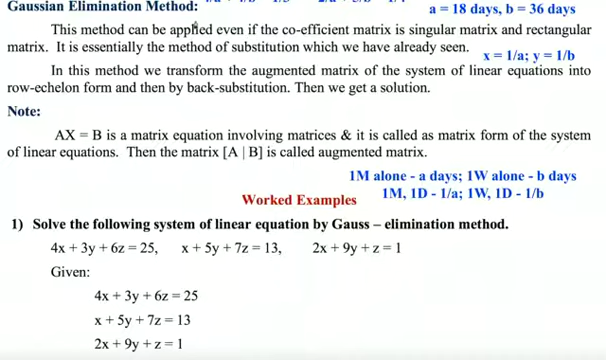 Gaussian Elimination Method:
a = 18 days, b = 36 days
This method can be applied even if the co-efficient matrix is singular matrix and rectangular
matrix. It is essentially the method of substitution which we have already seen.
x = 1/a; y = 1/b
In this method we transform the augmented matrix of the system of linear equations into
row-echelon form and then by back-substitution. Then we get a solution.
Note:
AX = B is a matrix equation involving matrices & it is called as matrix form of the system
of linear equations. Then the matrix [A | B] is called augmented matrix.
1M alone - a days; 1W alone - b days
Worked Examples
1M, 1D - 1/a; 1W, 1D - 1/b
1) Solve the following system of linear equation by Gauss – elimination method.
4x + 3y + 6z = 25, x + 5y + 7z = 13, 2x + 9y + z = 1
Given:
4x + 3y + 6z = 25
x + 5y + 7z = 13
2x + 9y + z = 1